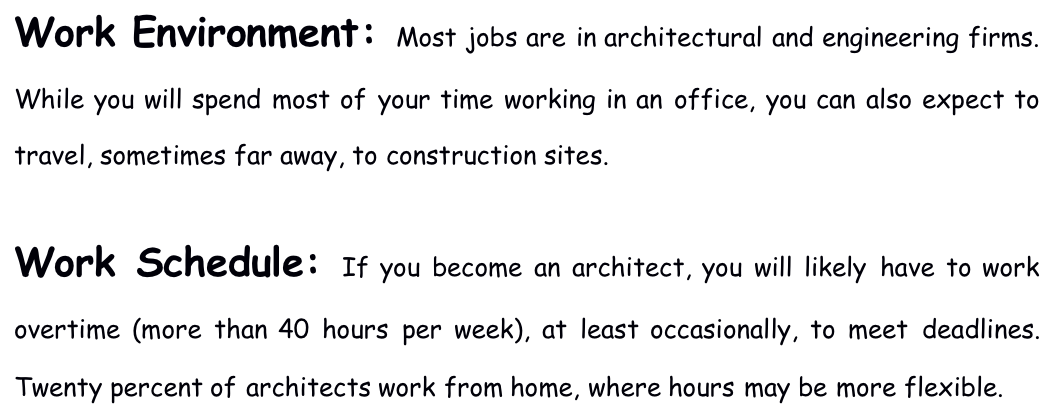 Work Environment: Most jobs are in architectural and engineering firms.
While you will spend most of your time working in an office, you can also expect to
travel, sometimes far away, to construction sites.
Work Schedule: If you become an architect, you will likely have to work
overtime (more than 40 hours per week), at least occasionally, to meet deadlines.
Twenty percent of architects work from home, where hours may be more flexible.